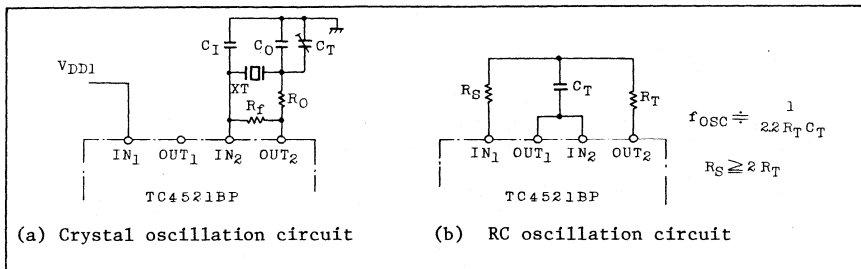 C_I C_O C_T
V_DD1
XT
R_f R_O
IN_1 OUT_1 IN_2 OUT_2
TC4521BP
(a) Crystal oscillation circuit
R_S C_T R_T
IN_1 OUT_1 IN_2 OUT_2
TC4521BP
f_OSC ≒ 1 / 2.2 R_T C_T
R_S ≧ 2 R_T
(b) RC oscillation circuit